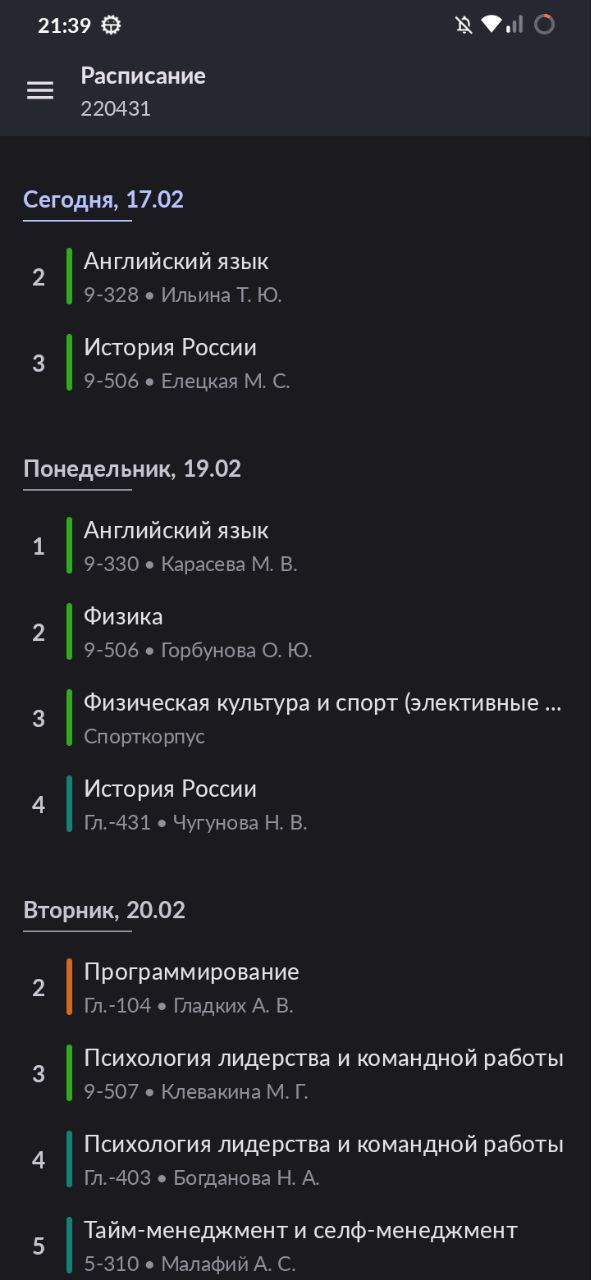 21:39
Расписание
220431
Сегодня, 17.02
2
Английский язык
9-328 • Ильина Т. Ю.
3
История России
9-506 • Елецкая М. С.
Понедельник, 19.02
1
Английский язык
9-330 • Карасева М. В.
2
Физика
9-506 • Горбунова О. Ю.
3
Физическая культура и спорт (элективные ...
Спорткорпус
4
История России
Гл.-431 • Чугунова Н. В.
Вторник, 20.02
2
Программирование
Гл.-104 • Гладких А. В.
3
Психология лидерства и командной работы
9-507 • Клевакина М. Г.
4
Психология лидерства и командной работы
Гл.-403 • Богданова Н. А.
5
Тайм-менеджмент и селф-менеджмент
5-310 • Малафий А. С.